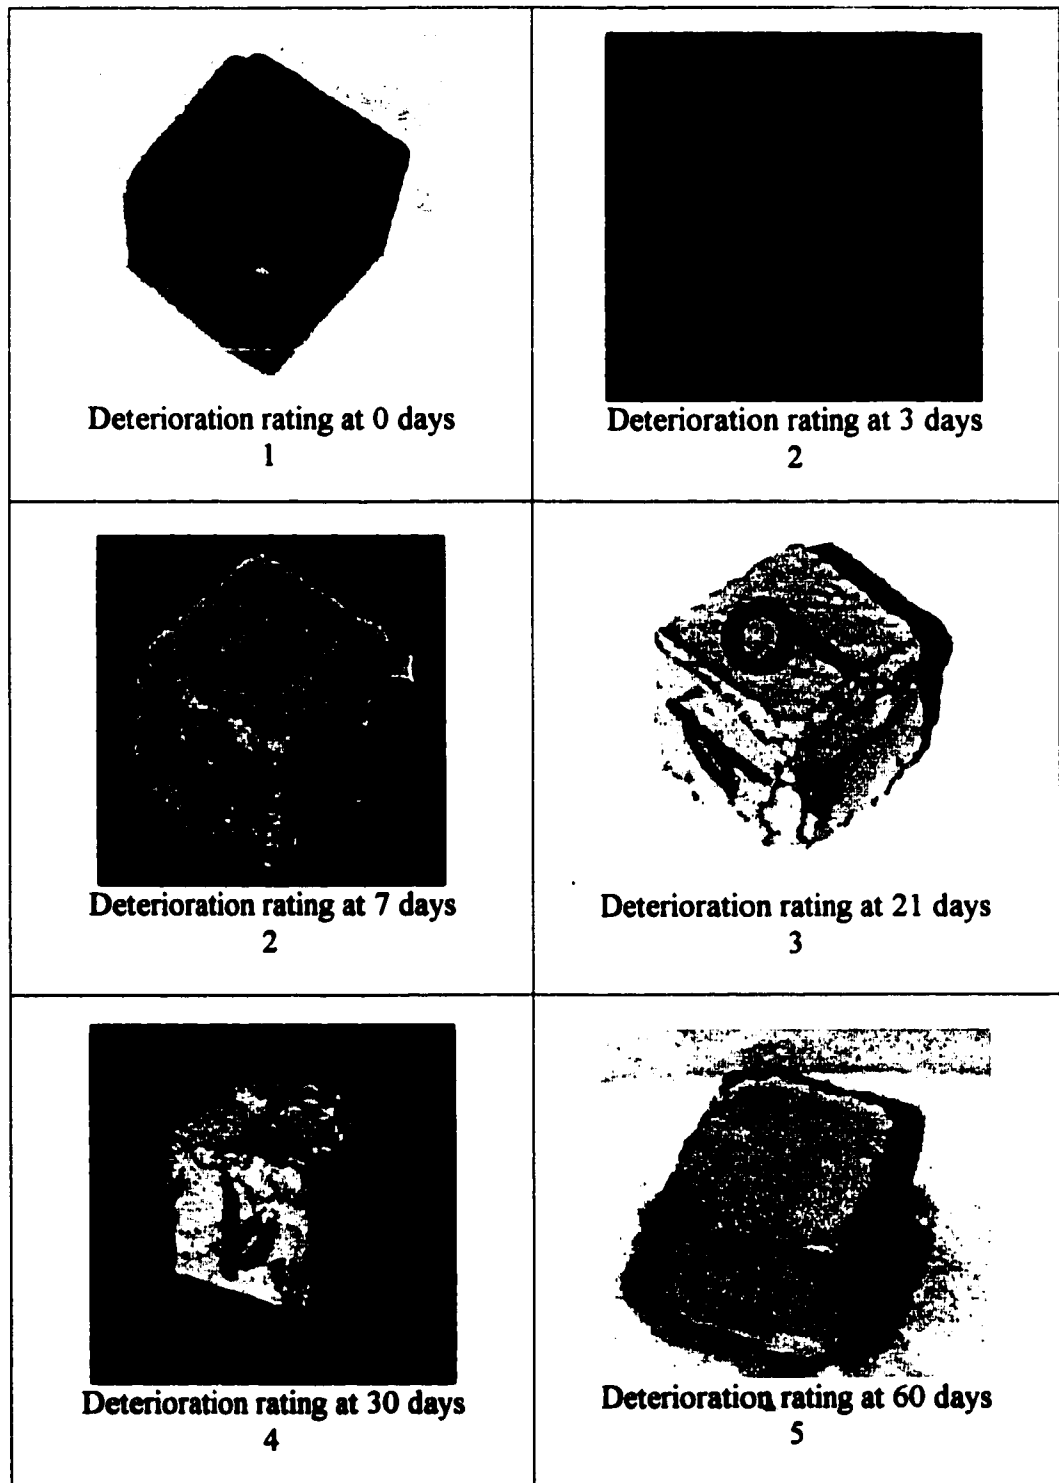 Deterioration rating at 0 days
1
Deterioration rating at 3 days
2
Deterioration rating at 7 days
2
Deterioration rating at 21 days
3
Deterioration rating at 30 days
4
Deterioration rating at 60 days
5